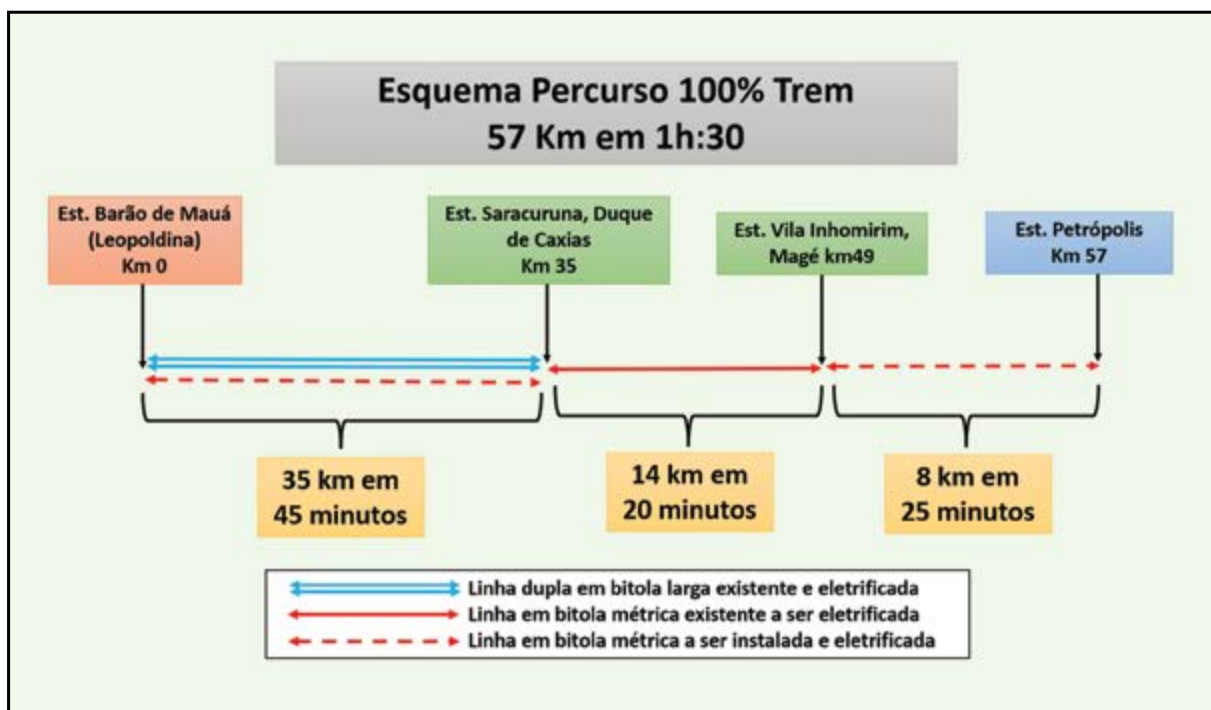 Esquema Percurso 100% Trem
57 Km em 1h:30
Est. Barão de Mauá
(Leopoldina)
Km 0
Est. Saracuruna, Duque
de Caxias
Km 35
Est. Vila Inhomirim,
Magé km49
Est. Petrópolis
Km 57
35 km em
45 minutos
14 km em
20 minutos
8 km em
25 minutos
Linha dupla em bitola larga existente e eletrificada
Linha em bitola métrica existente a ser eletrificada
Linha em bitola métrica a ser instalada e eletrificada